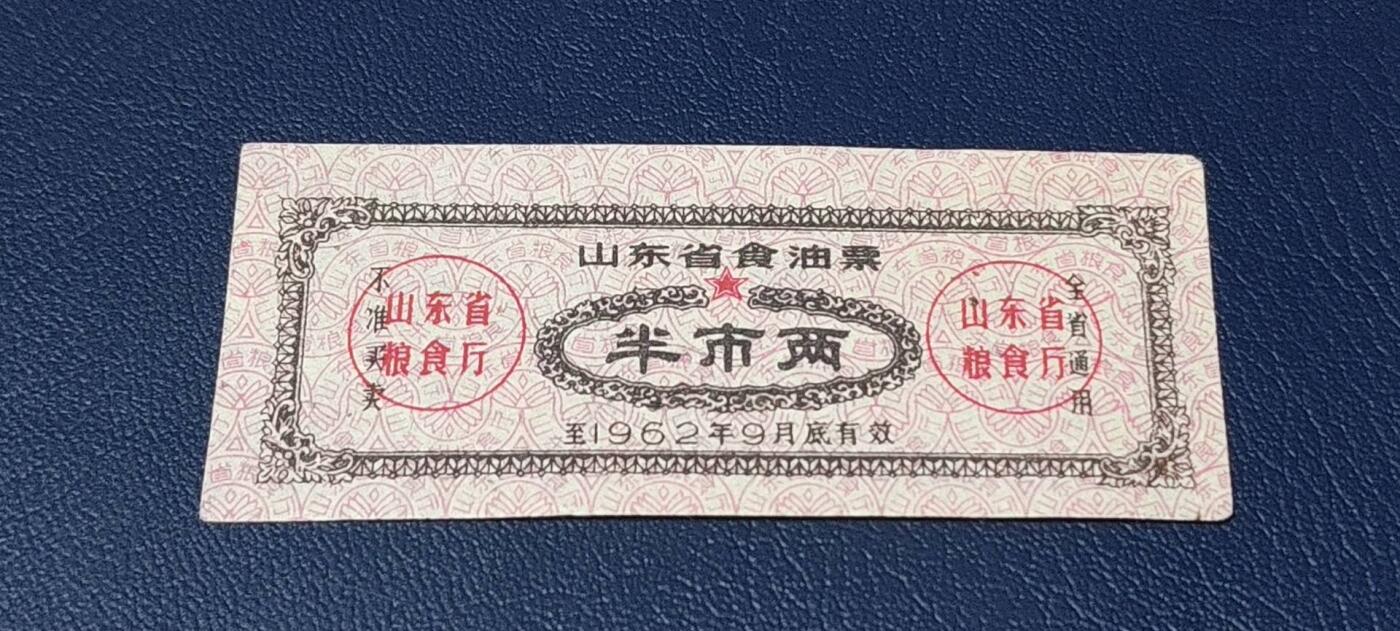 山东省食油票
不准买卖
山东省
粮食厅
半市两
山东省
粮食厅
全省通用
至1962年9月底有效